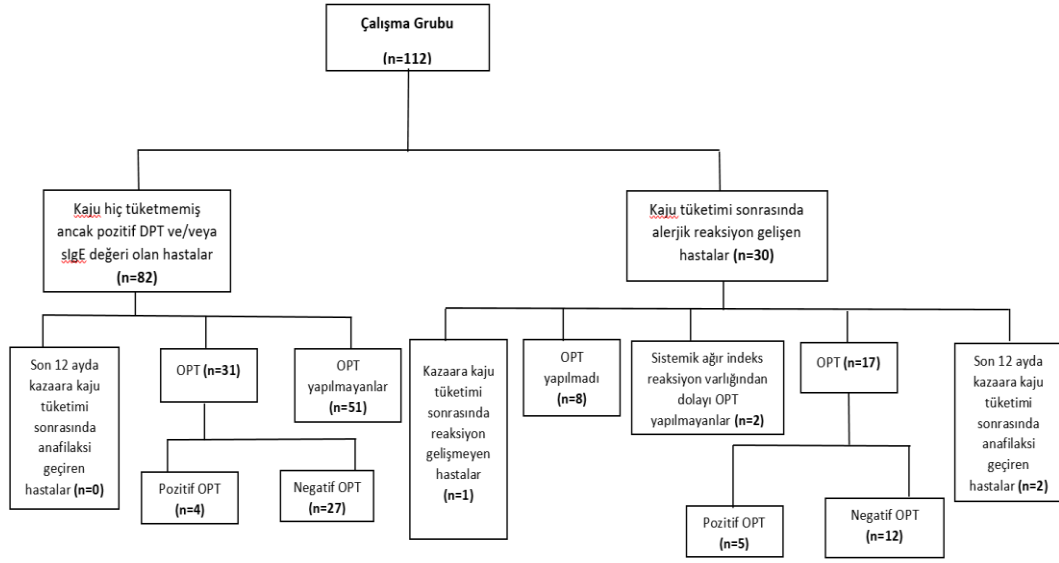 Çalışma Grubu
(n=112)
Kaju hiç tüketmemiş
ancak pozitif DPT ve/veya
sIgE değeri olan hastalar
(n=82)
Kaju tüketimi sonrasında
alerjik reaksiyon gelişen
hastalar (n=30)
Son 12 ayda
kazaara kaju
tüketimi
sonrasında
anafilaksi
geçiren
hastalar (n=0)
OPT (n=31)
OPT
yapılmayanlar
(n=51)
Pozitif OPT
(n=4)
Negatif OPT
(n=27)
Kazaara kaju
tüketimi
sonrasında
reaksiyon
gelişmeyen
hastalar
(n=1)
OPT
yapılmadı
(n=8)
Sistemik ağır indeks
reaksiyon varlığından
dolayı OPT
yapılmayanlar (n=2)
OPT (n=17)
Son 12 ayda
kazaara kaju
tüketimi
sonrasında
anafilaksi
geçiren
hastalar (n=2)
Pozitif OPT
(n=5)
Negatif OPT
(n=12)